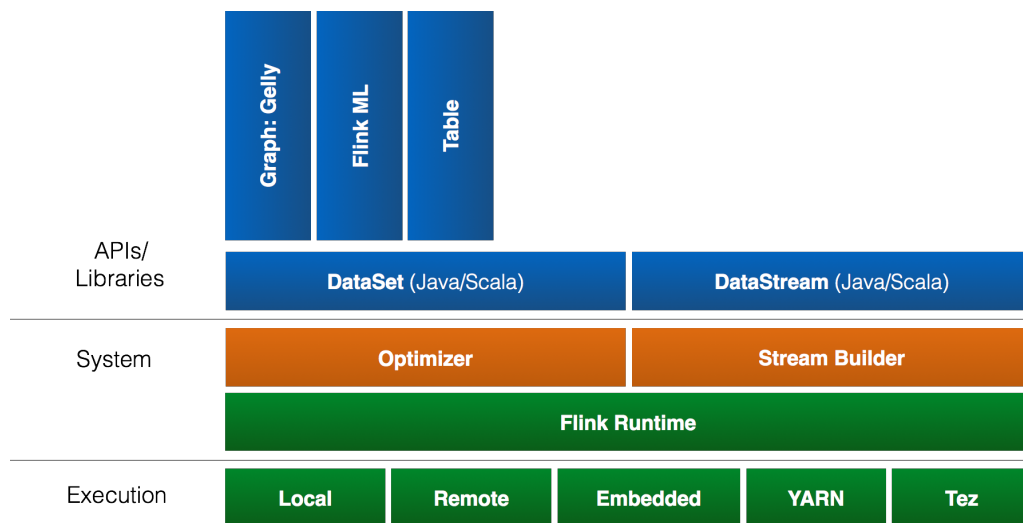 Graph: Gelly
Flink ML
Table
APIs/
Libraries
DataSet (Java/Scala)
DataStream (Java/Scala)
System
Optimizer
Stream Builder
Flink Runtime
Execution
Local
Remote
Embedded
YARN
Tez